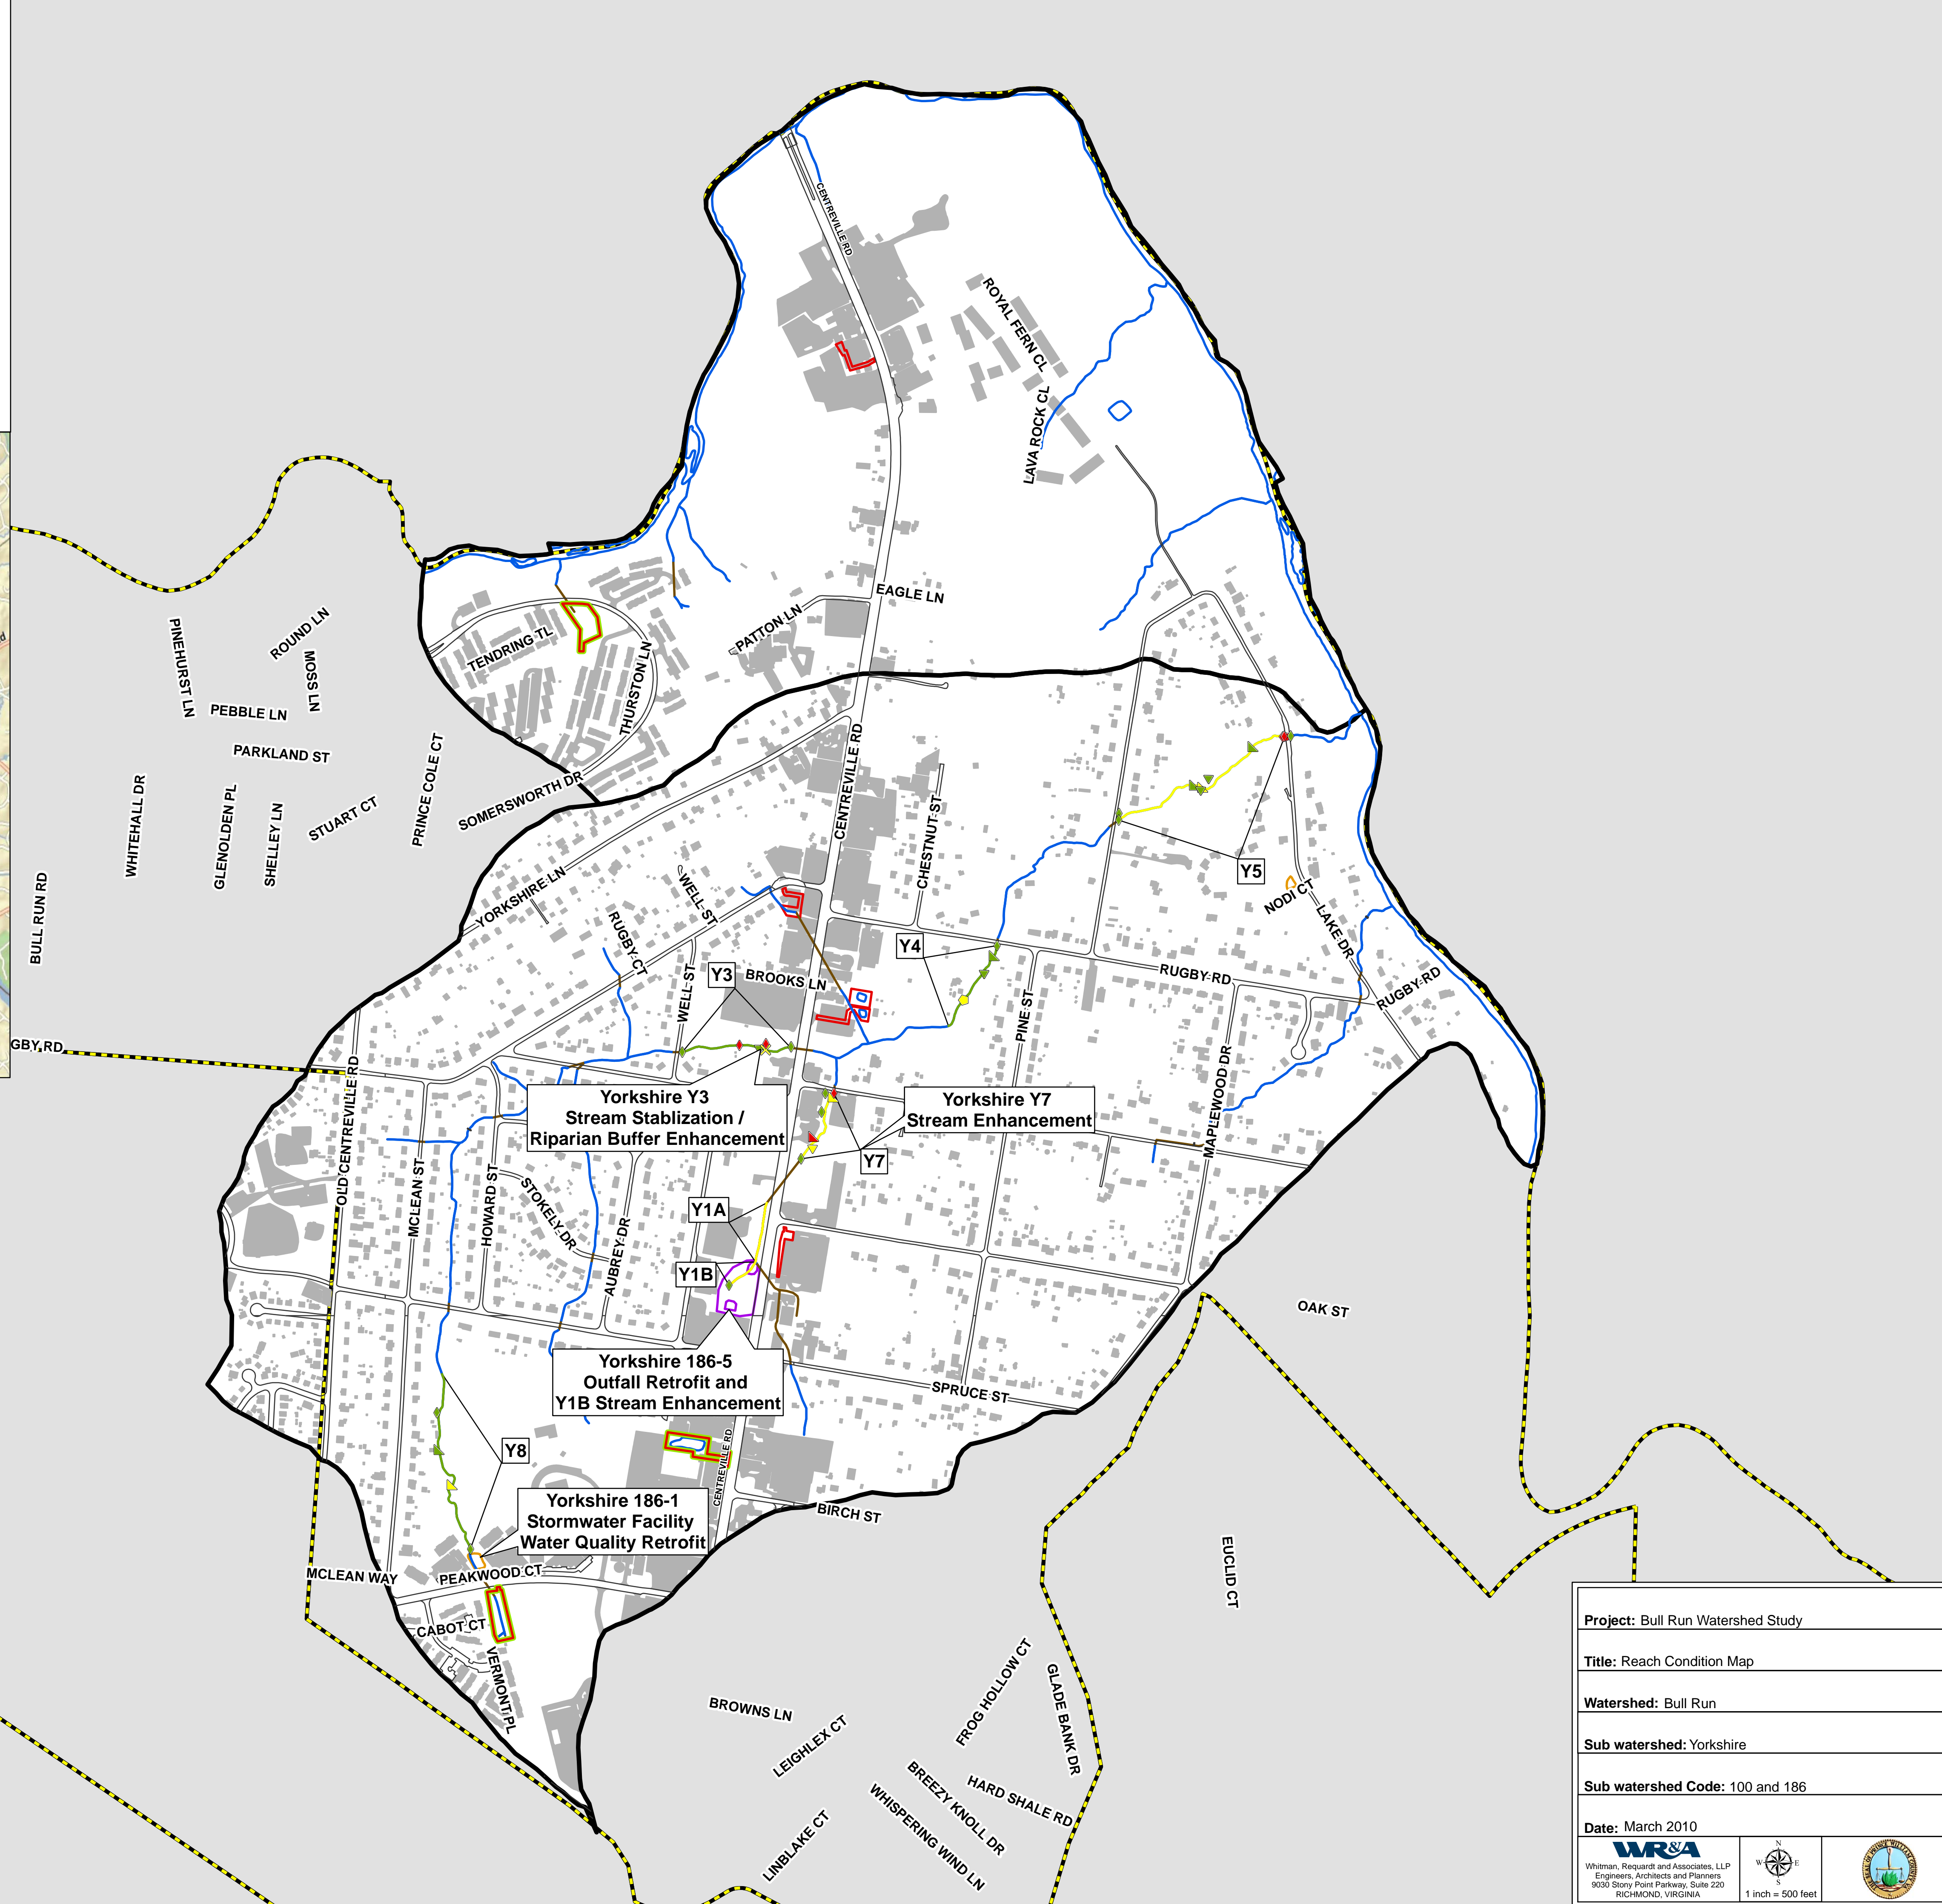 CENTREVILLE RD
ROYAL FERN CL
LAVA ROCK CL
EAGLE LN
PATTON LN
TENDRING TL
THURSTON LN
PINEHURST LN
ROUND LN
MOSS LN
PEBBLE LN
PARKLAND ST
PRINCE COLE CT
WHITEHALL DR
GLENOLDEN PL
SHELLEY LN
STUART CT
SOMERSWORTH DR
BULL RUN RD
CENTREVILLE RD
CHESTNUT ST
YORKSHIRE LN
WELL ST
RUGBY CT
Y5
NODI CT
LAKE DR
Y4
Y3
BROOKS LN
RUGBY RD
RUGBY RD
WELL ST
PINE ST
GBY RD
OLD CENTREVILLE RD
MAPLEWOOD DR
Yorkshire Y3
Stream Stablization /
Riparian Buffer Enhancement
Yorkshire Y7
Stream Enhancement
Y7
MCLEAN ST
HOWARD ST
STOKELY DR
AUBREY DR
Y1A
Y1B
OAK ST
Yorkshire 186-5
Outfall Retrofit and
Y1B Stream Enhancement
SPRUCE ST
Y8
CENTREVILLE RD
Yorkshire 186-1
Stormwater Facility
Water Quality Retrofit
BIRCH ST
MCLEAN WAY
PEAKWOOD CT
CABOT CT
VERMONT PL
EUCLID CT
BROWNS LN
LEIGHLEX CT
FROG HOLLOW CT
GLADE BANK DR
BREEZY KNOLL DR
HARD SHALE RD
WHISPERING WIND LN
LINBLAKE CT
Project: Bull Run Watershed Study
Title: Reach Condition Map
Watershed: Bull Run
Sub watershed: Yorkshire
Sub watershed Code: 100 and 186
Date: March 2010
WR&A
Whitman, Requardt and Associates, LLP
Engineers, Architects and Planners
9030 Stony Point Parkway, Suite 220
RICHMOND, VIRGINIA
N
W E
S
1 inch = 500 feet